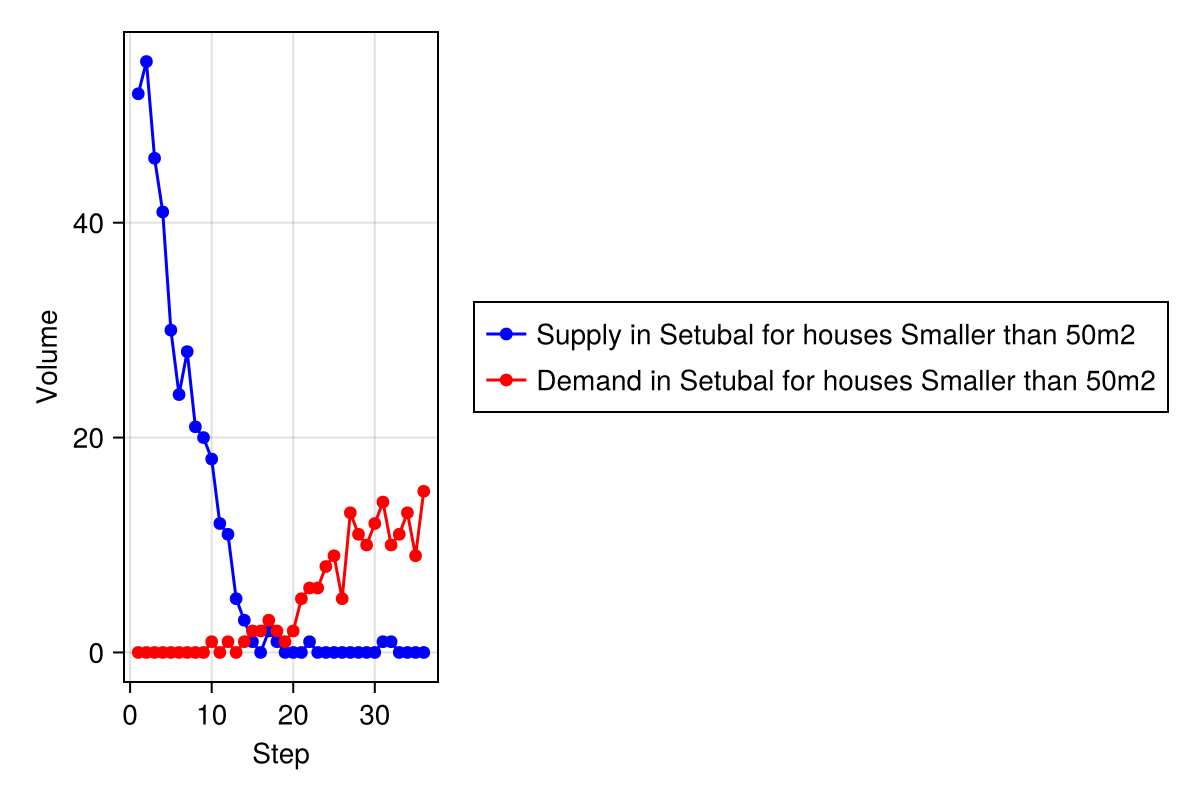 40
20
0
0 10 20 30
Volume
Step
Supply in Setubal for houses Smaller than 50m2
Demand in Setubal for houses Smaller than 50m2